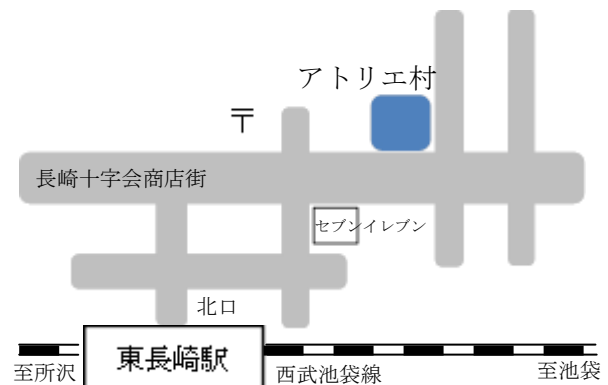 アトリエ村
〒
長崎十字会商店街
セブンイレブン
北口
東長崎駅
至所沢
西武池袋線
至池袋